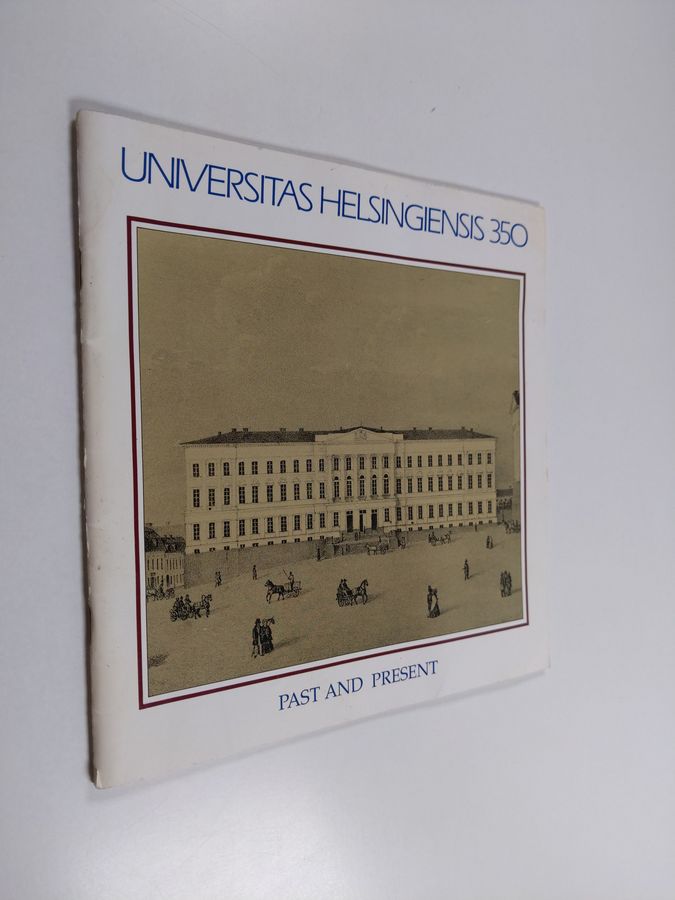 UNIVERSITAS HELSINGIENSIS 350
PAST AND PRESENT